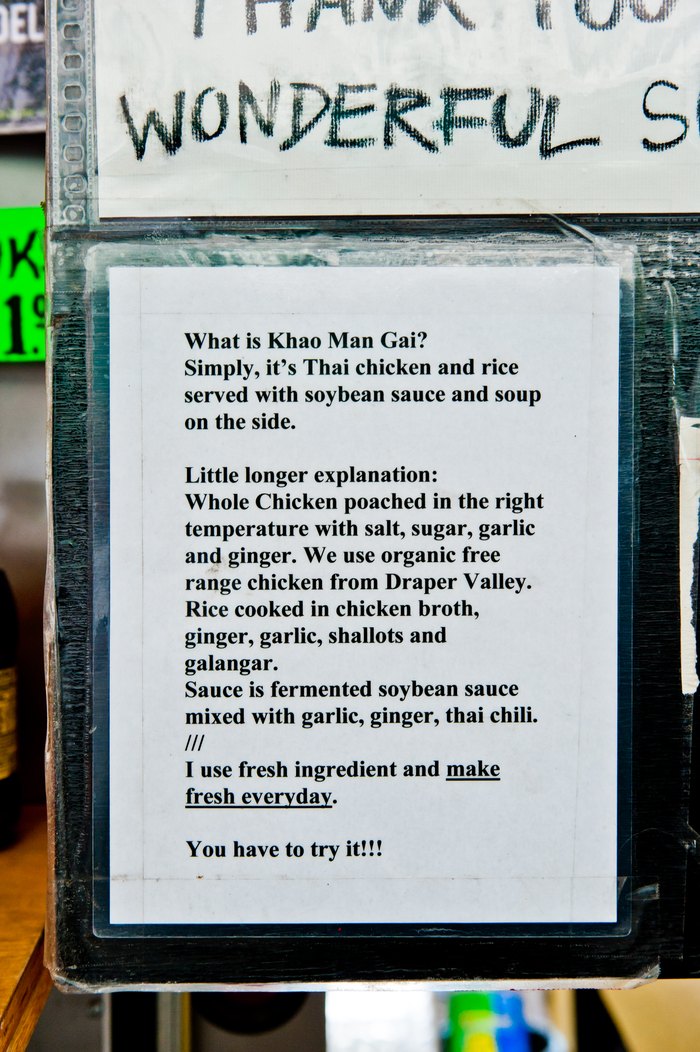 THANK YOU
WONDERFUL
What is Khao Man Gai?
Simply, it's Thai chicken and rice
served with soybean sauce and soup
on the side.
Little longer explanation:
Whole Chicken poached in the right
temperature with salt, sugar, garlic
and ginger. We use organic free
range chicken from Draper Valley.
Rice cooked in chicken broth,
ginger, garlic, shallots and
galangar.
Sauce is fermented soybean sauce
mixed with garlic, ginger, thai chili.
///
I use fresh ingredient and make
fresh everyday.
You have to try it!!!